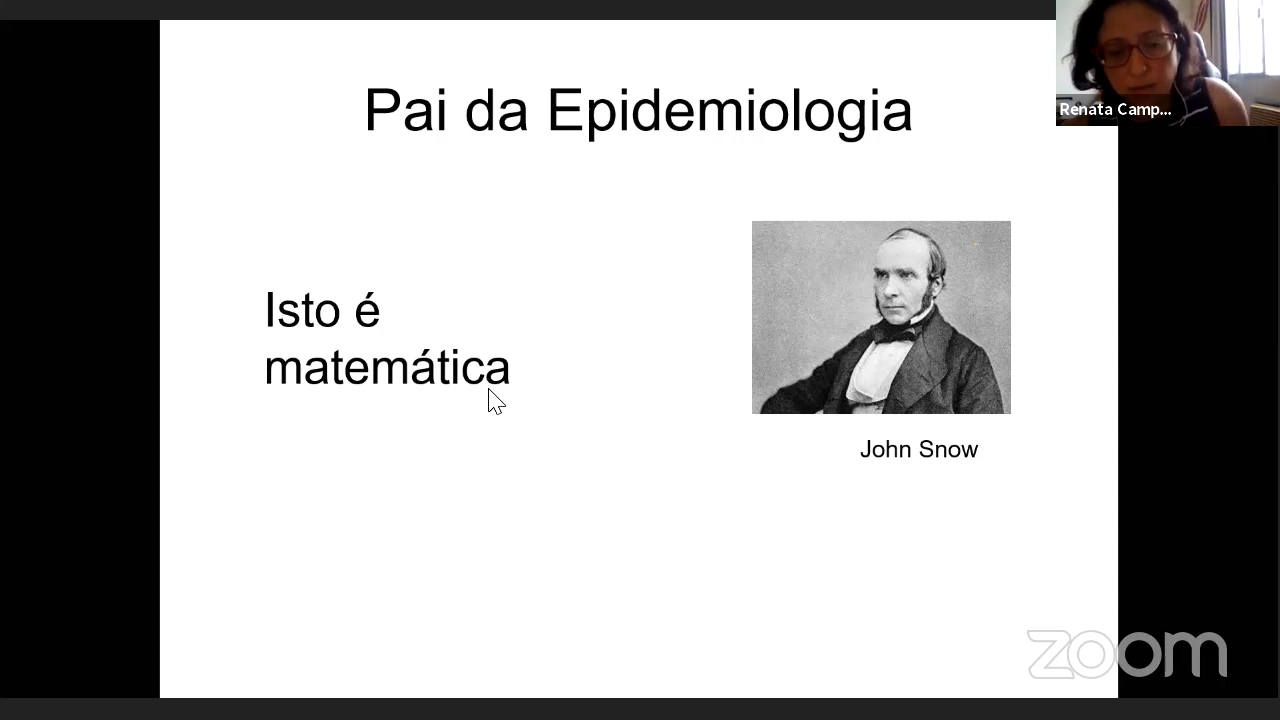 Pai da Epidemiologia
Renata Camp...
Isto é
matemática
John Snow
zoom